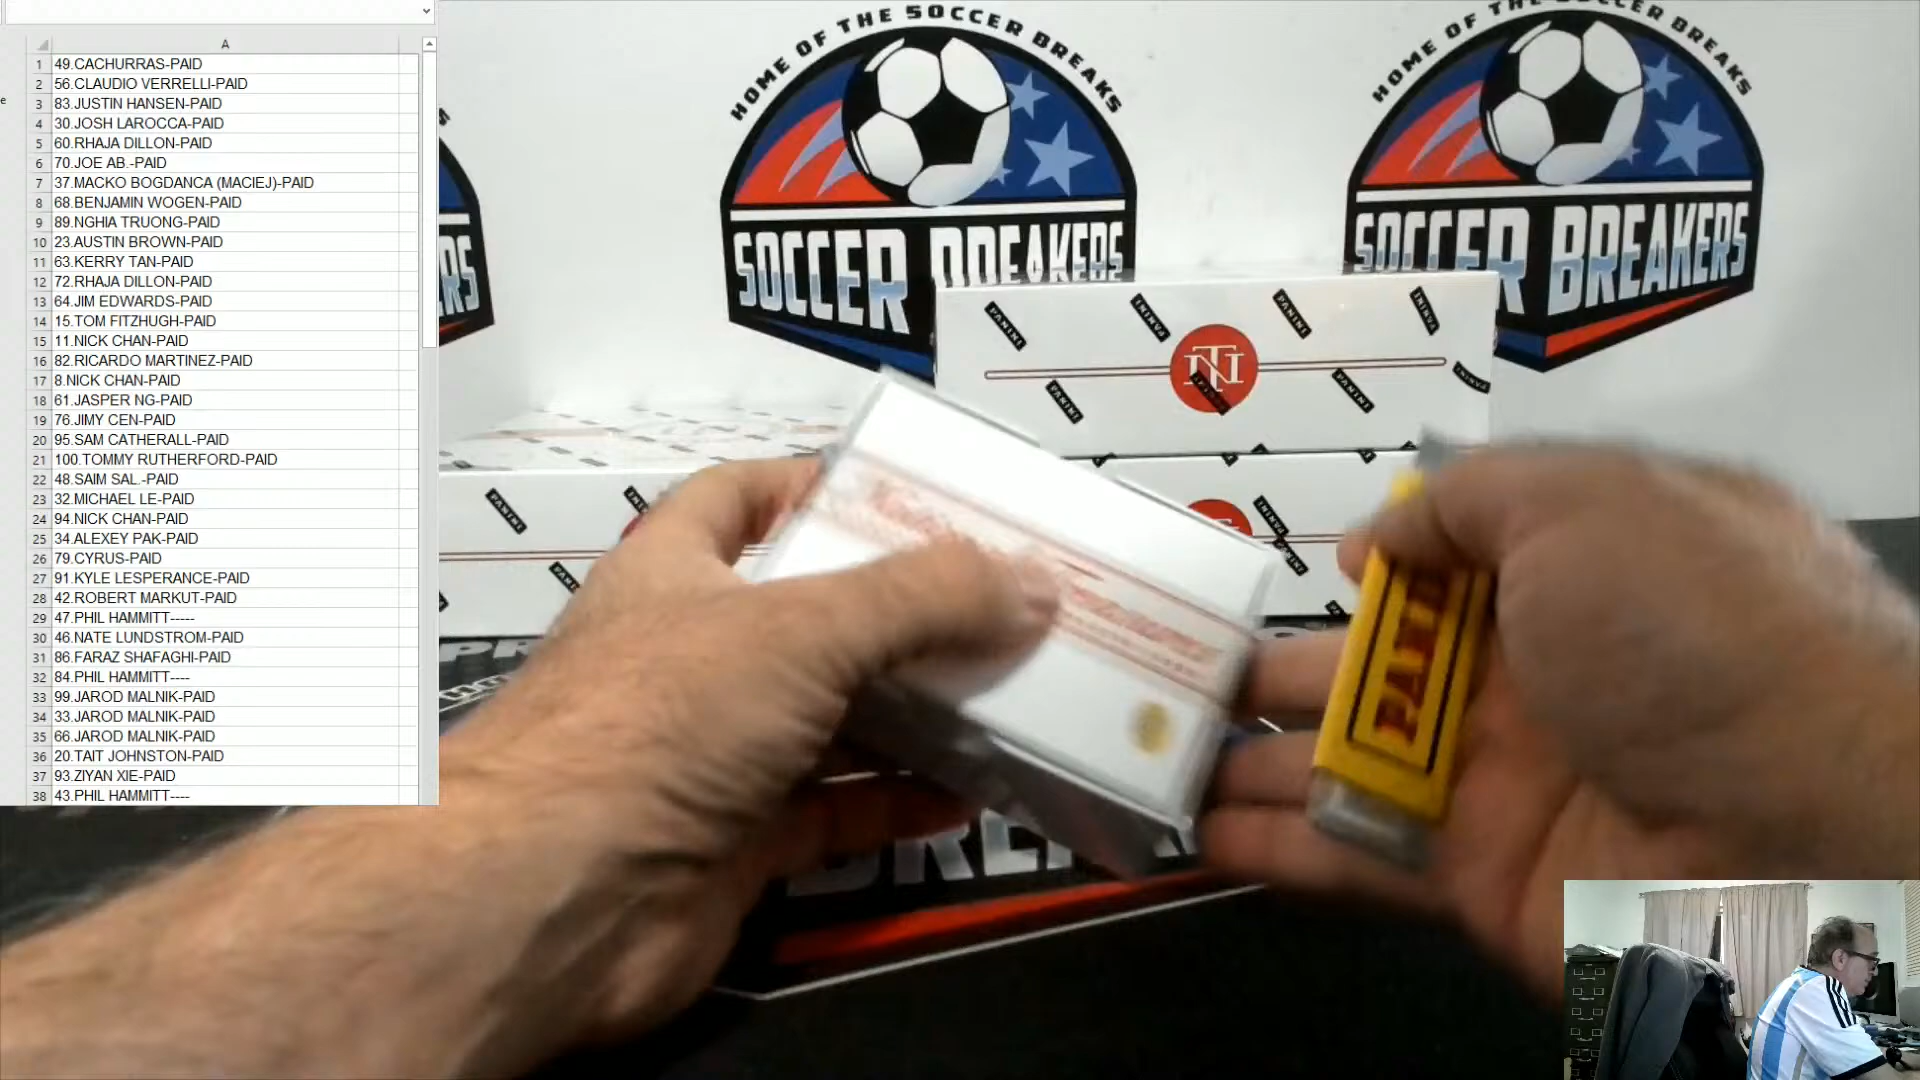 A
1 49.CACHURRAS-PAID
2 56.CLAUDIO VERRELLI-PAID
3 83.JUSTIN HANSEN-PAID
4 30.JOSH LAROCCA-PAID
5 60.RHAJA DILLON-PAID
6 70.JOE AB.-PAID
7 37.MACKO BOGDANCA (MACIEJ)-PAID
8 68.BENJAMIN WOGEN-PAID
9 89.NGHIA TRUONG-PAID
10 23.AUSTIN BROWN-PAID
11 63.KERRY TAN-PAID
12 72.RHAJA DILLON-PAID
13 64.JIM EDWARDS-PAID
14 15.TOM FITZHUGH-PAID
15 11.NICK CHAN-PAID
16 82.RICARDO MARTINEZ-PAID
17 8.NICK CHAN-PAID
18 61.JASPER NG-PAID
19 76.JIMY CEN-PAID
20 95.SAM CATHERALL-PAID
21 100.TOMMY RUTHERFORD-PAID
22 48.SAIM SAL.-PAID
23 32.MICHAEL LE-PAID
24 94.NICK CHAN-PAID
25 34.ALEXEY PAK-PAID
26 79.CYRUS-PAID
27 91.KYLE LESPERANCE-PAID
28 42.ROBERT MARKUT-PAID
29 47.PHIL HAMMITT-----
30 46.NATE LUNDSTROM-PAID
31 86.FARAZ SHAFAGHI-PAID
32 84.PHIL HAMMITT----
33 99.JAROD MALNIK-PAID
34 33.JAROD MALNIK-PAID
35 66.JAROD MALNIK-PAID
36 20.TAIT JOHNSTON-PAID
37 93.ZIYAN XIE-PAID
38 43.PHIL HAMMITT----
HOME OF THE SOCCER BREAKS
SOCCER BREAKERS
HOME OF THE SOCCER BREAKS
SOCCER BREAKERS
PANINI
PANINI
PANINI
PANINI
PANINI
PANINI
PANINI
PANINI
PANINI
PANINI